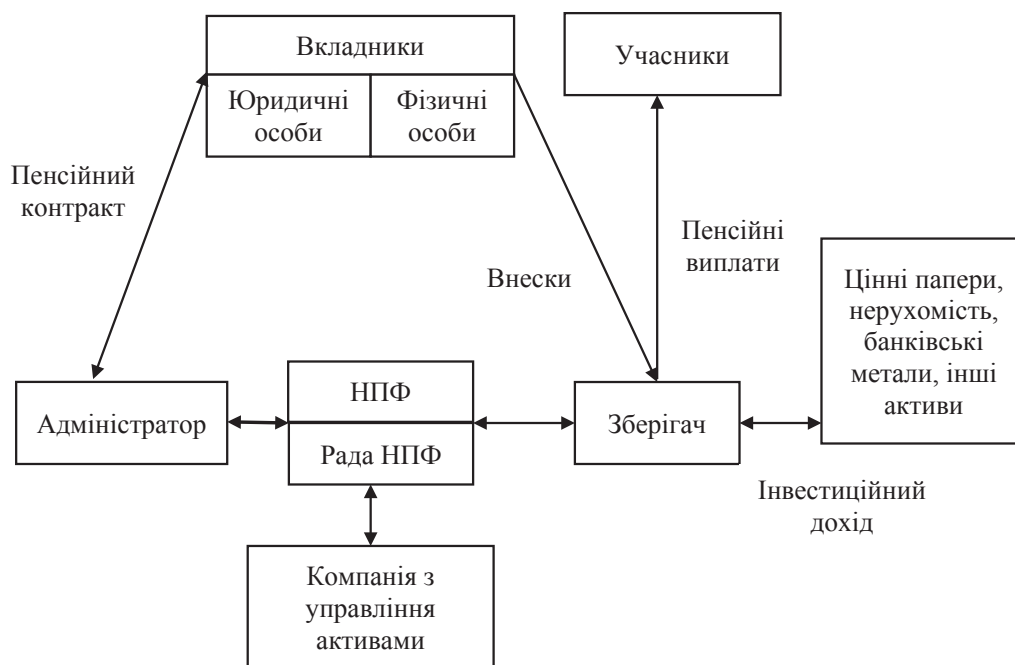 Вкладники
Юридичні
особи
Фізичні
особи
Учасники
Пенсійний
контракт
Внески
Пенсійні
виплати
Цінні папери,
нерухомість,
банківські
метали, інші
активи
Адміністратор
НПФ
Рада НПФ
Зберігач
Інвестиційний
дохід
Компанія з
управління
активами